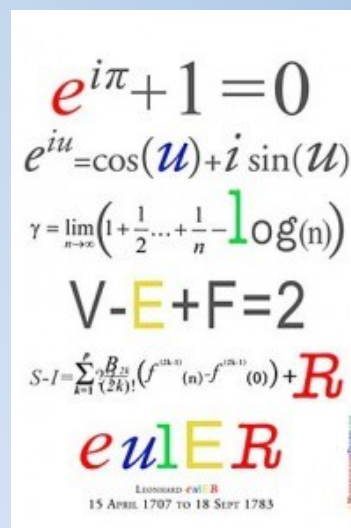 e^{iπ}+1=0
e^{iu}=cos(u)+i sin(u)
γ = lim_{n→∞}(1+1/2...+1/n-log(n))
V-E+F=2
S-I=∑_{k=1}^{p} B_{2k}/(2k)!(f^{(2k-1)}(n)-f^{(2k-1)}(0))+R
eulER
LEONHARD eulER
15 APRIL 1707 TO 18 SEPT 1783